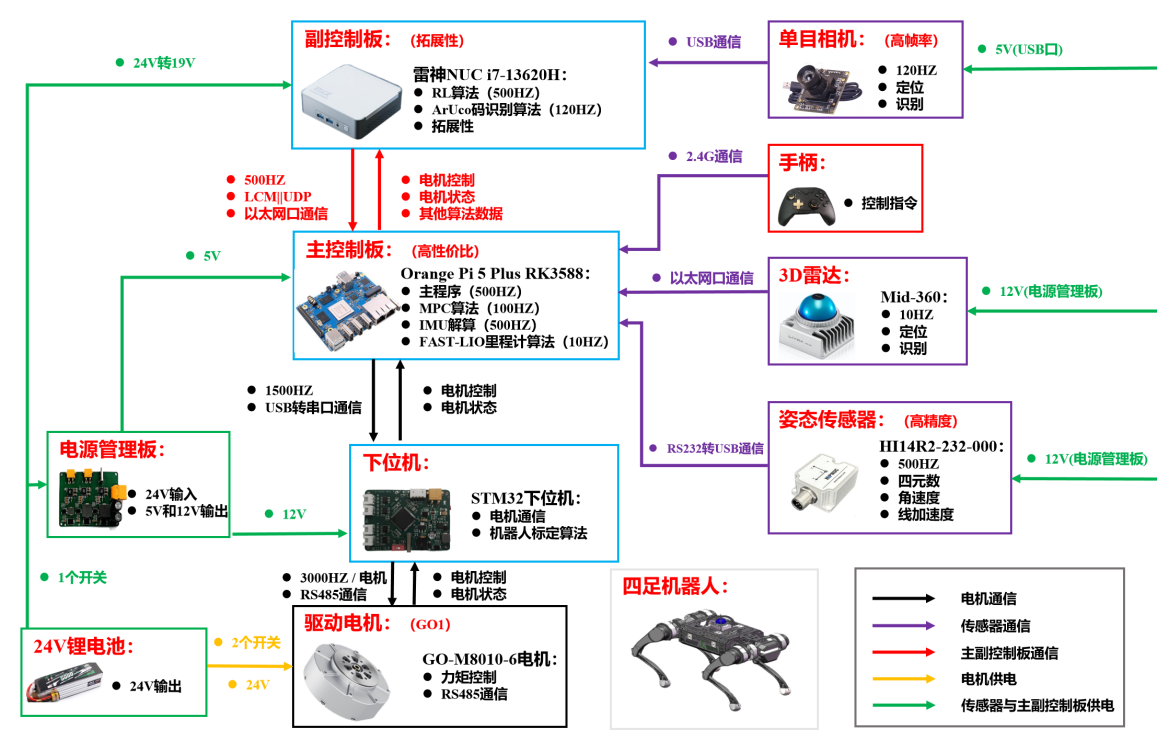 副控制板：（拓展性）
雷神NUC i7-13620H：
● RL算法（500HZ）
● ArUco码识别算法（120HZ）
● 拓展性
● 24V转19V
● USB通信
单目相机：（高帧率）
● 120HZ
● 定位
● 识别
● 5V(USB口)
● 500HZ
● LCM||UDP
● 以太网口通信
● 电机控制
● 电机状态
● 其他算法数据
● 2.4G通信
手柄：
● 控制指令
● 5V
主控制板：（高性价比）
Orange Pi 5 Plus RK3588：
● 主程序（500HZ）
● MPC算法（100HZ）
● IMU解算（500HZ）
● FAST-LIO里程计算法（10HZ）
● 以太网口通信
3D雷达：
Mid-360：
● 10HZ
● 定位
● 识别
● 12V(电源管理板)
● 1500HZ
● USB转串口通信
● 电机控制
● 电机状态
● RS232转USB通信
姿态传感器：（高精度）
HI14R2-232-000：
● 500HZ
● 四元数
● 角速度
● 线加速度
● 12V(电源管理板)
电源管理板：
● 24V输入
● 5V和12V输出
● 12V
下位机：
STM32下位机：
● 电机通信
● 机器人标定算法
● 1个开关
● 3000HZ / 电机
● RS485通信
● 电机控制
● 电机状态
24V锂电池：
● 24V输出
● 2个开关
● 24V
驱动电机：（GO1）
GO-M8010-6电机：
● 力矩控制
● RS485通信
四足机器人：
电机通信
传感器通信
主副控制板通信
电机供电
传感器与主副控制板供电